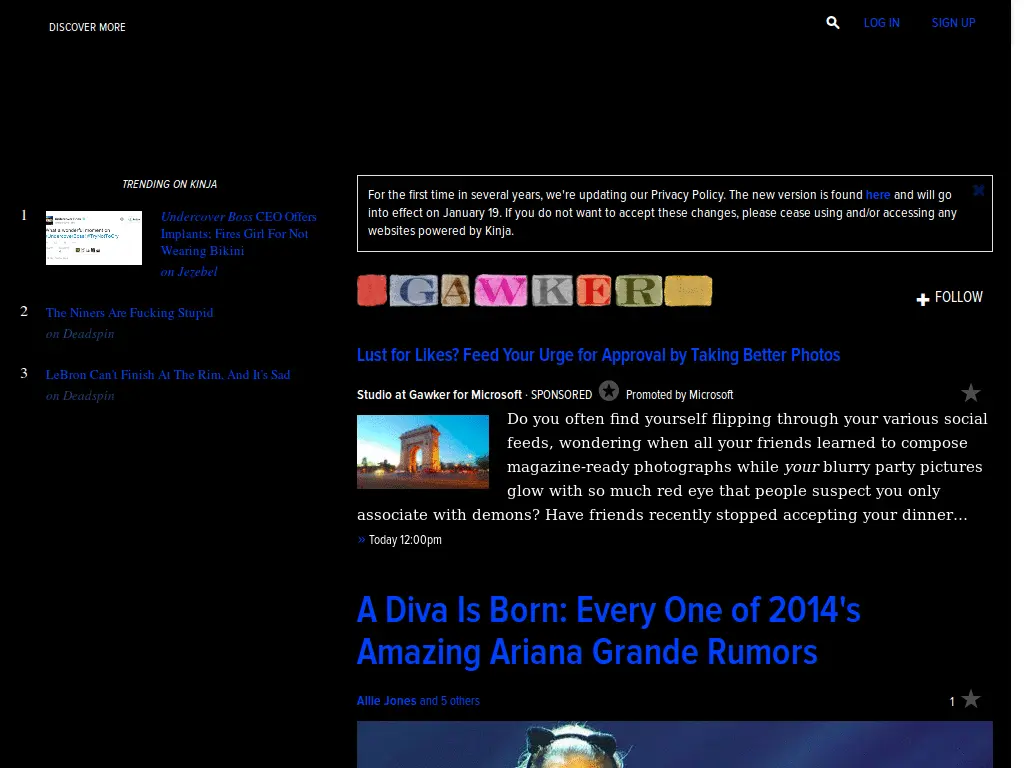 DISCOVER MORE
LOG IN
SIGN UP
TRENDING ON KINJA
1
Undercover Boss CEO Offers
Implants; Fires Girl For Not
Wearing Bikini
on Jezebel
2
The Niners Are Fucking Stupid
on Deadspin
3
LeBron Can't Finish At The Rim, And It's Sad
on Deadspin
For the first time in several years, we're updating our Privacy Policy. The new version is found here and will go
into effect on January 19. If you do not want to accept these changes, please cease using and/or accessing any
websites powered by Kinja.
GAWKER
FOLLOW
Lust for Likes? Feed Your Urge for Approval by Taking Better Photos
Studio at Gawker for Microsoft · SPONSORED Promoted by Microsoft
Do you often find yourself flipping through your various social
feeds, wondering when all your friends learned to compose
magazine-ready photographs while your blurry party pictures
glow with so much red eye that people suspect you only
associate with demons? Have friends recently stopped accepting your dinner...
» Today 12:00pm
A Diva Is Born: Every One of 2014's
Amazing Ariana Grande Rumors
Allie Jones and 5 others
1